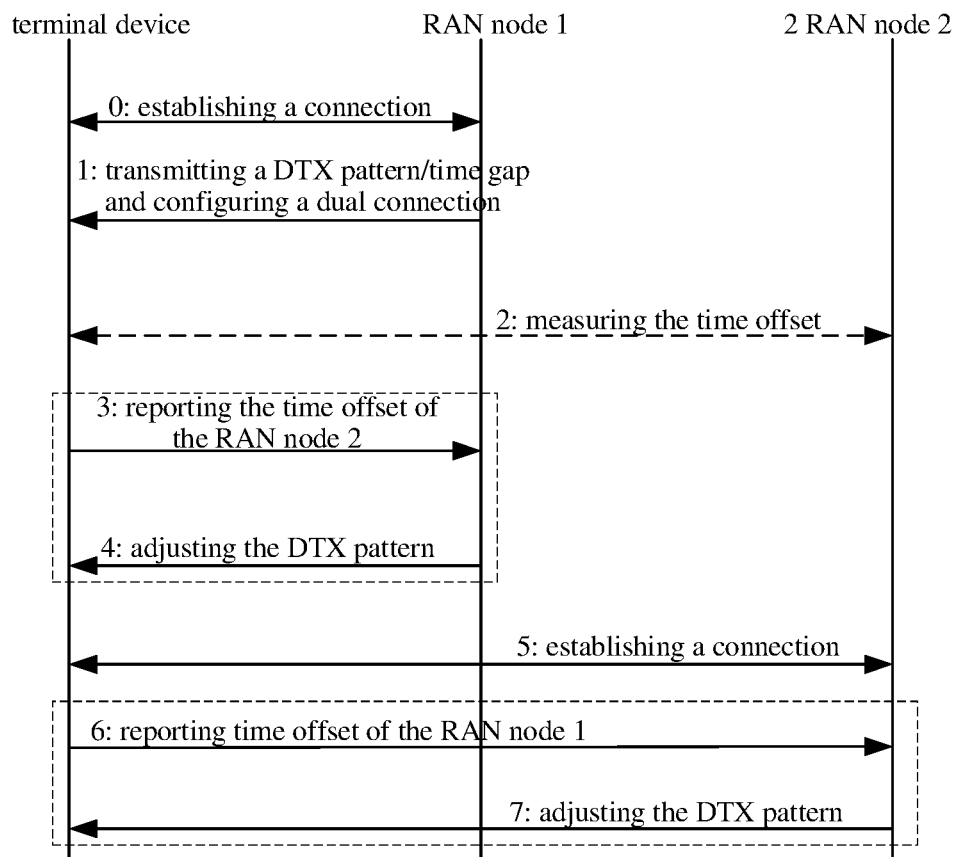 terminal device
RAN node 1
2 RAN node 2
0: establishing a connection
1: transmitting a DTX pattern/time gap
and configuring a dual connection
2: measuring the time offset
3: reporting the time offset of
the RAN node 2
4: adjusting the DTX pattern
5: establishing a connection
6: reporting time offset of the RAN node 1
7: adjusting the DTX pattern